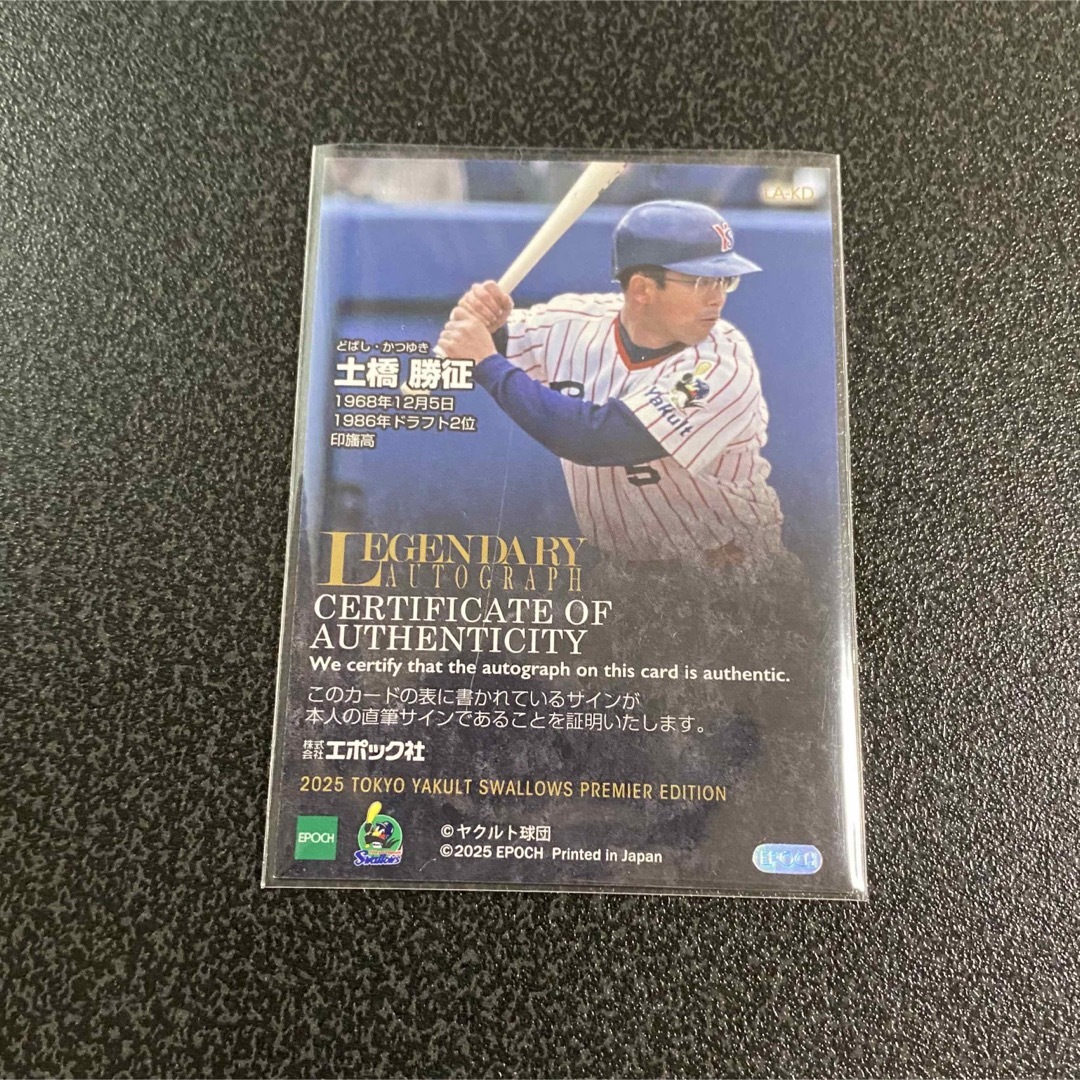 LA-KD
YS
Yakult
5
どばし・かつゆき
土橋 勝征
1968年12月5日
1986年ドラフト2位
印旛高
LEGENDARY
AUTOGRAPH
CERTIFICATE OF
AUTHENTICITY
We certify that the autograph on this card is authentic.
このカードの表に書かれているサインが
本人の直筆サインであることを証明いたします。
株式会社エポック社
2025 TOKYO YAKULT SWALLOWS PREMIER EDITION
EPOCH
Swallows
©ヤクルト球団
©2025 EPOCH Printed in Japan
EPOCH